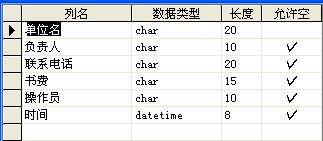 列名 数据类型 长度 允许空
单位名 char 20
负责人 char 10 ✓
联系电话 char 20 ✓
书费 char 15 ✓
操作员 char 10 ✓
时间 datetime 8 ✓